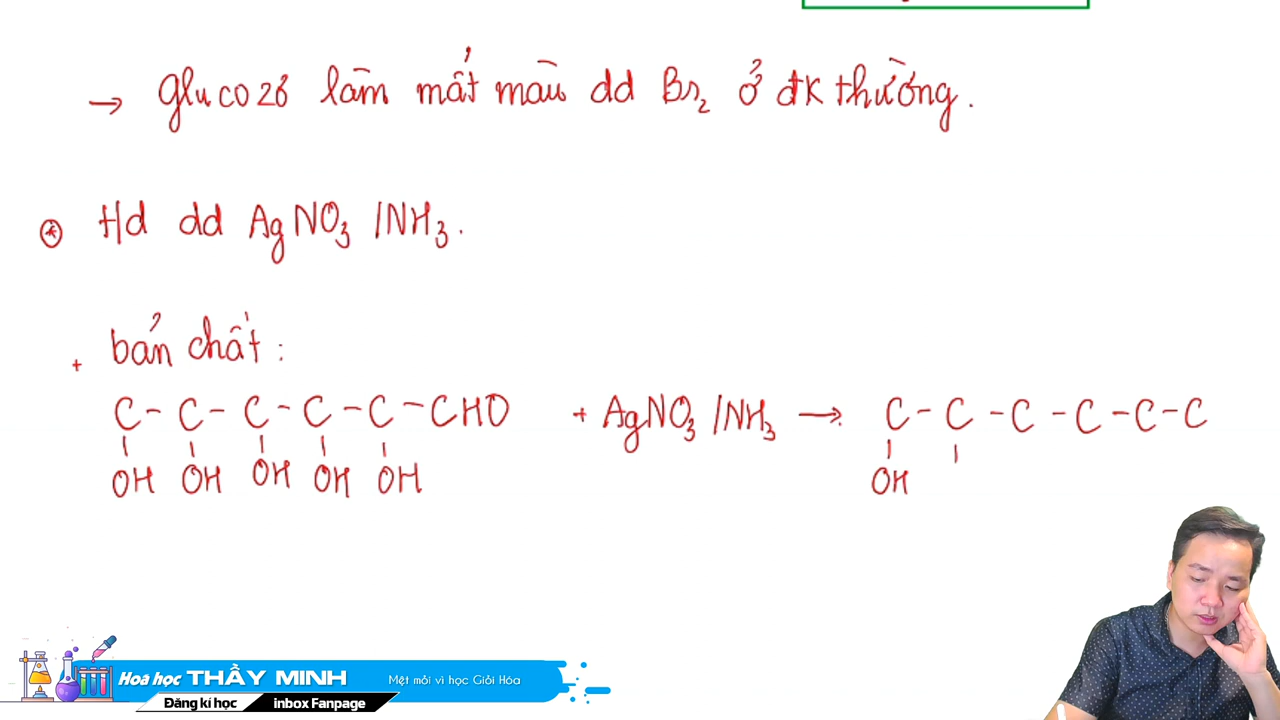 → glucozơ làm mất màu dd Br₂ ở đk thường.
⊛ Hd dd AgNO₃/NH₃.
+ bản chất:
C - C - C - C - C - CHO + AgNO₃/NH₃ → C - C - C - C - C - C
OH OH OH OH OH OH
Hoá học THẦY MINH
Mệt mỏi vì học Giỏi Hóa
Đăng kí học inbox Fanpage